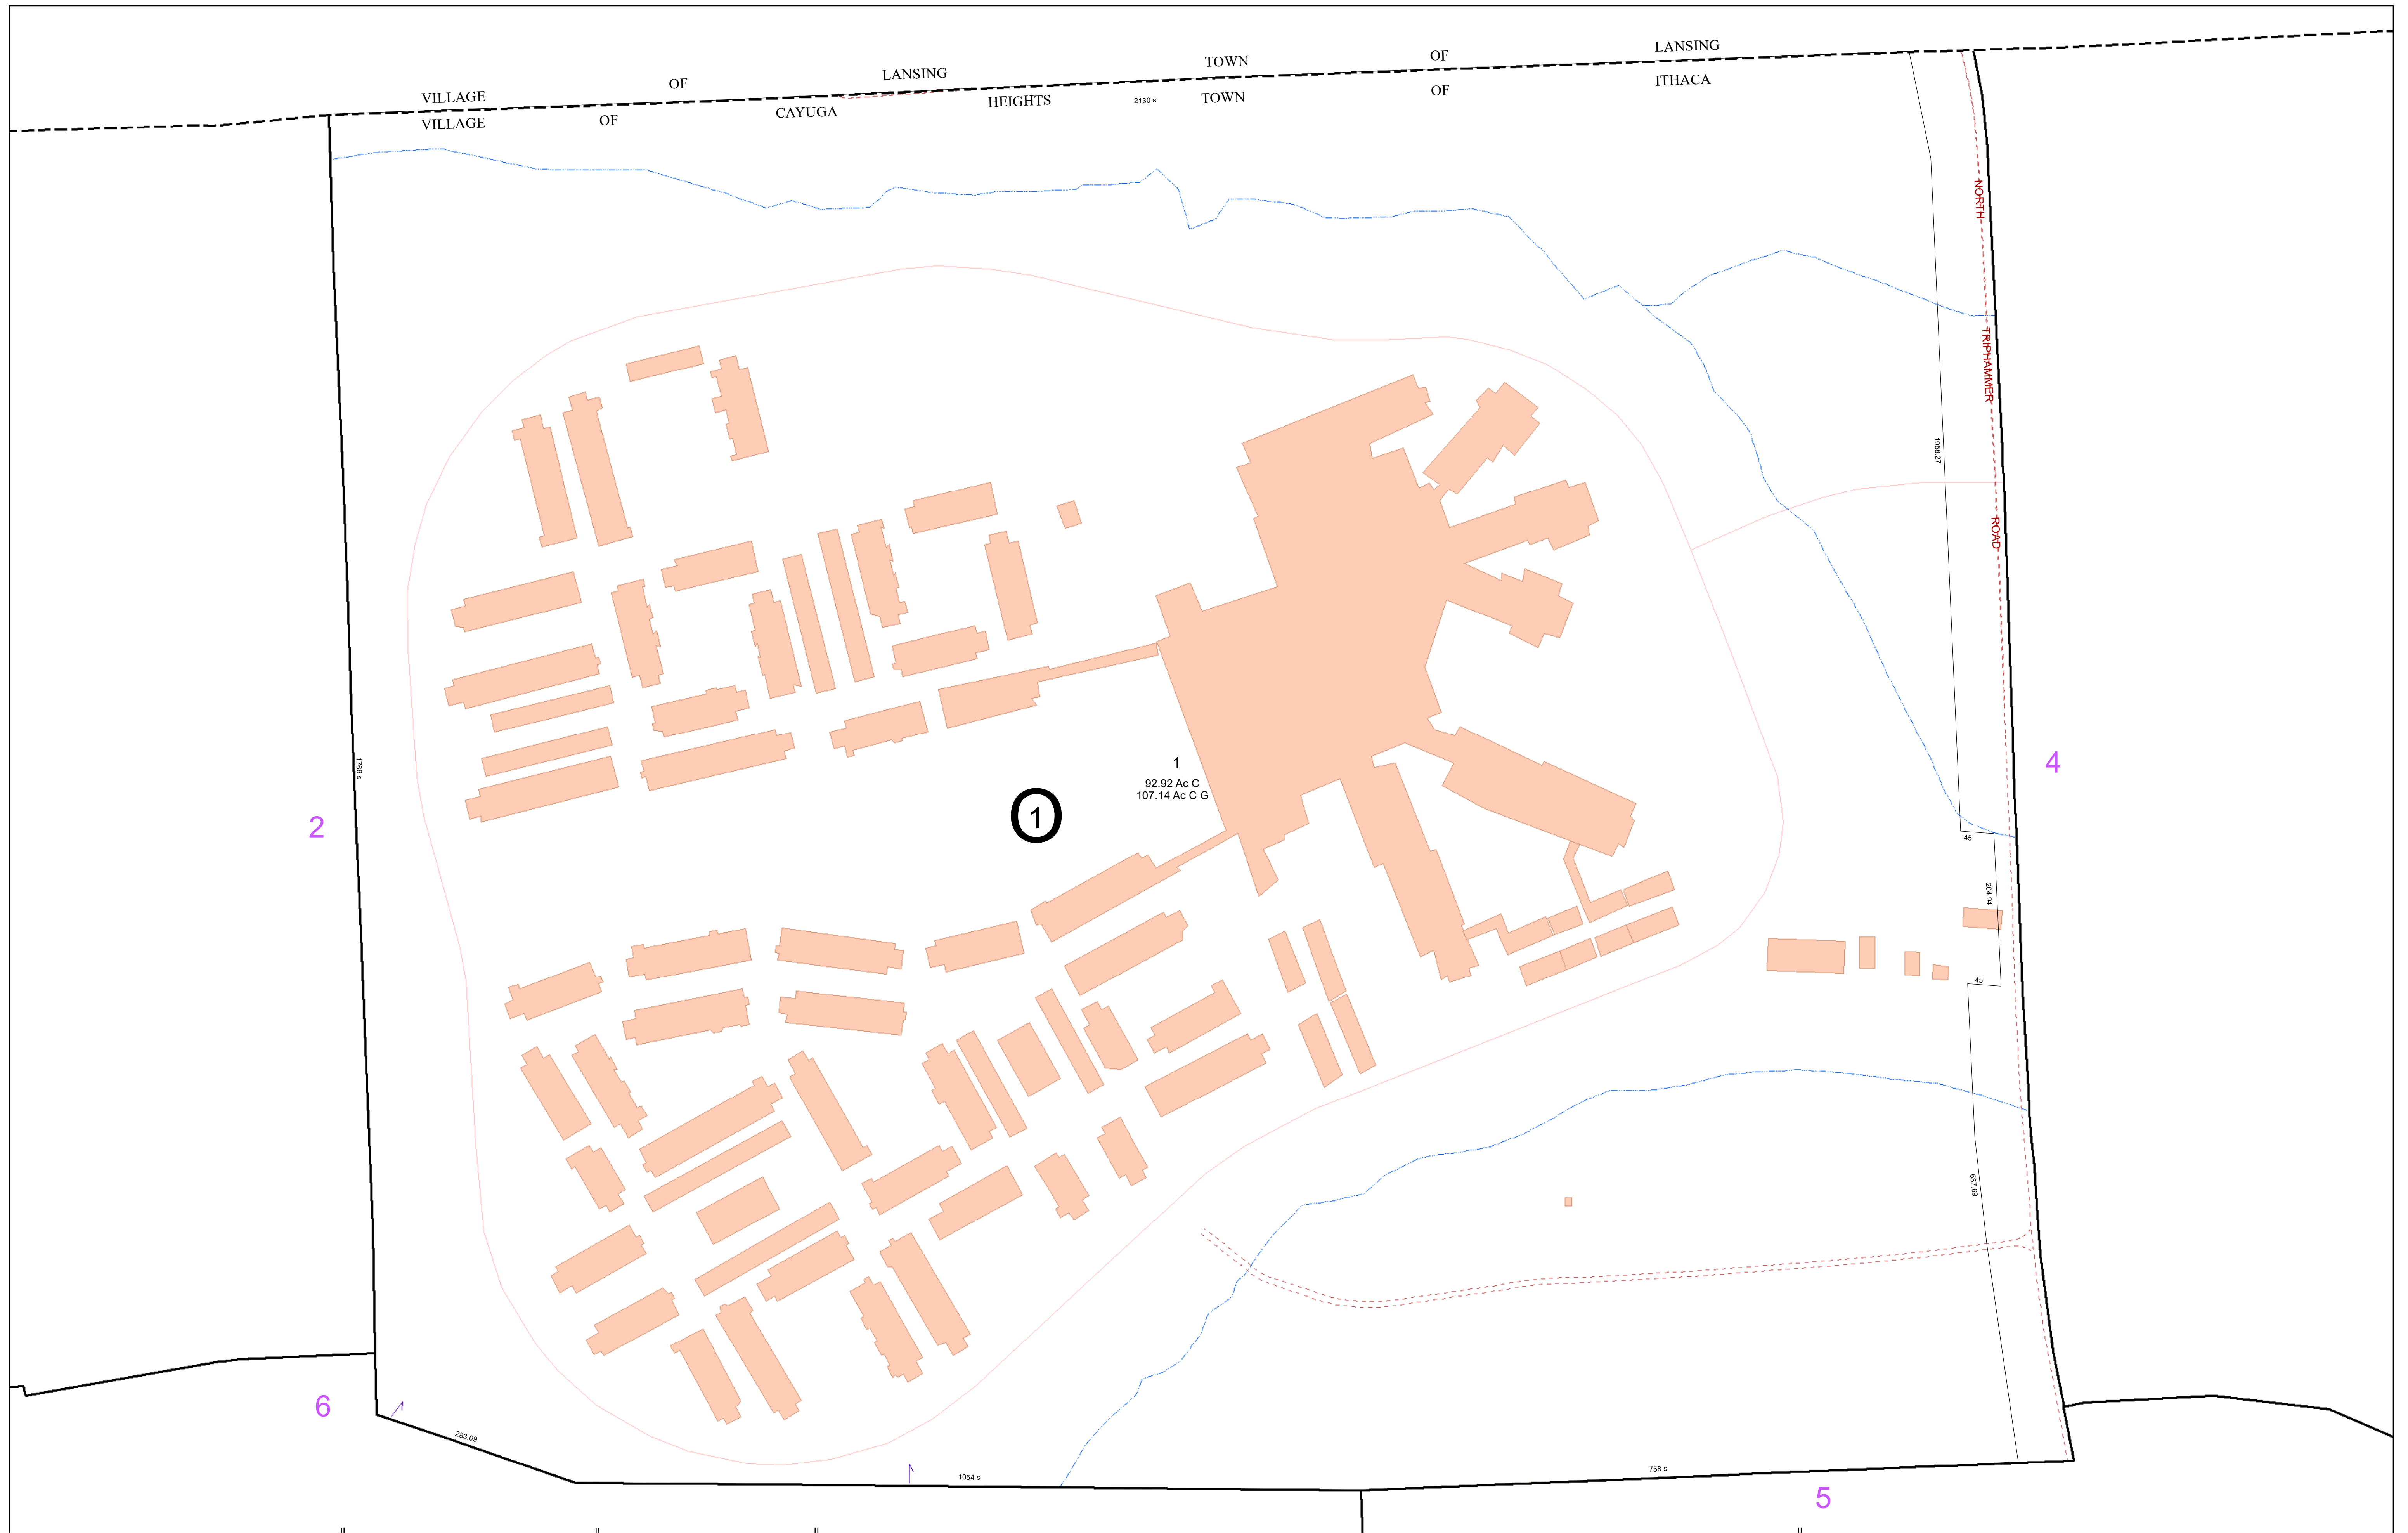 VILLAGE OF LANSING TOWN OF LANSING
VILLAGE OF CAYUGA HEIGHTS 2130 s TOWN OF ITHACA
NORTH TRIPHAMMER ROAD
1058.27
1766 s
1
92.92 Ac C
107.14 Ac C G
1
2
4
45
204.94
45
637.69
6
283.09
1054 s
758 s
5